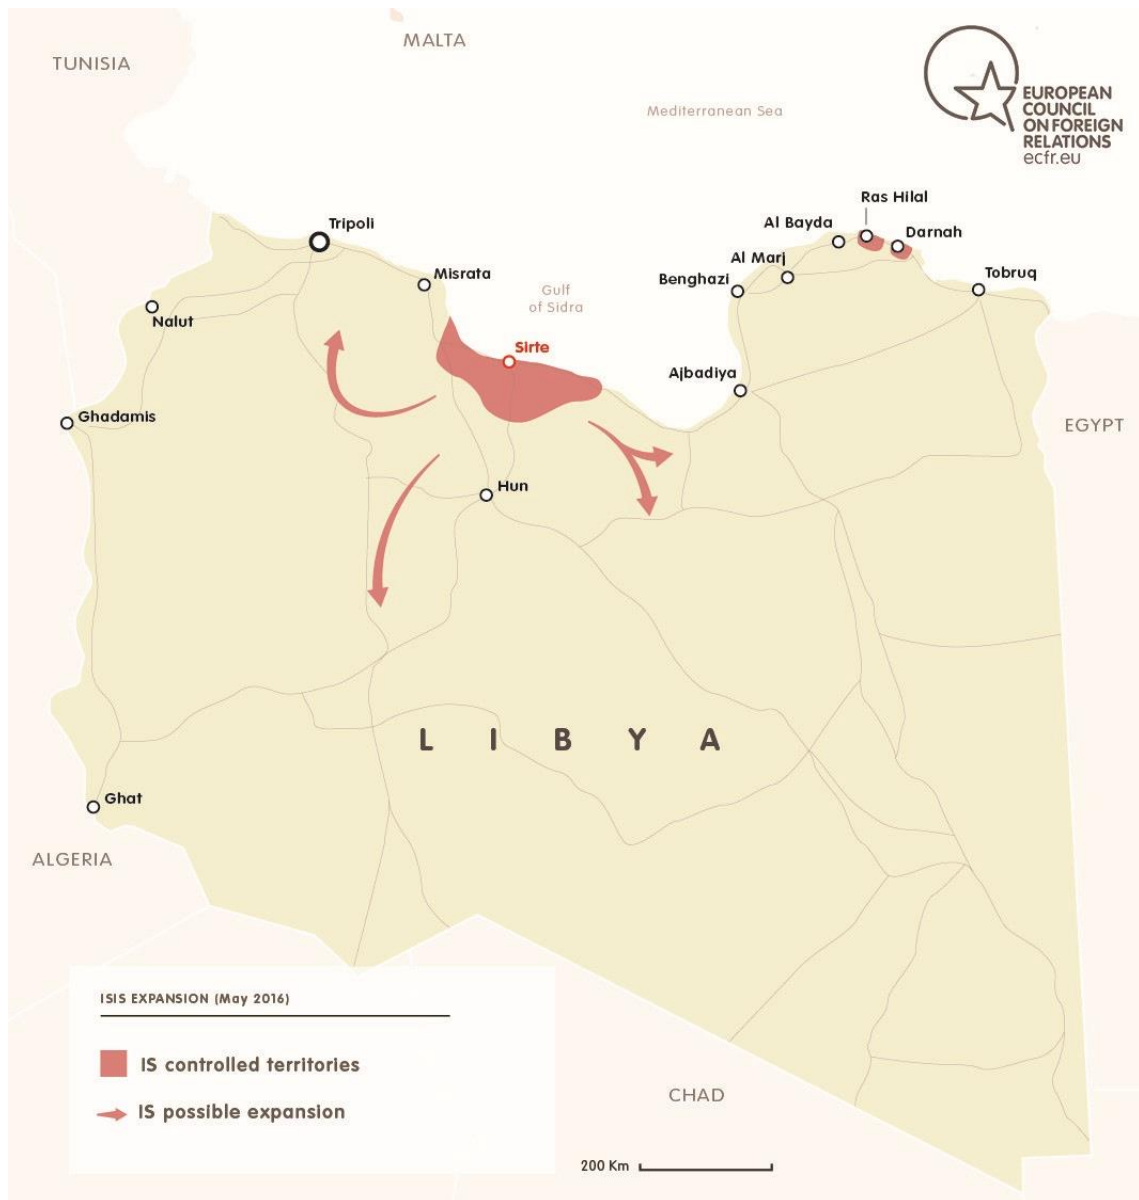 MALTA
TUNISIA
Mediterranean Sea
EUROPEAN
COUNCIL
ON FOREIGN
RELATIONS
ecfr.eu
Ras Hilal
Tripoli
Al Bayda
Darnah
Al Marj
Misrata
Benghazi
Tobruq
Gulf
of Sidra
Nalut
Sirte
Ajbadiya
Ghadamis
EGYPT
Hun
LIBYA
Ghat
ALGERIA
ISIS EXPANSION (May 2016)
IS controlled territories
IS possible expansion
CHAD
200 Km